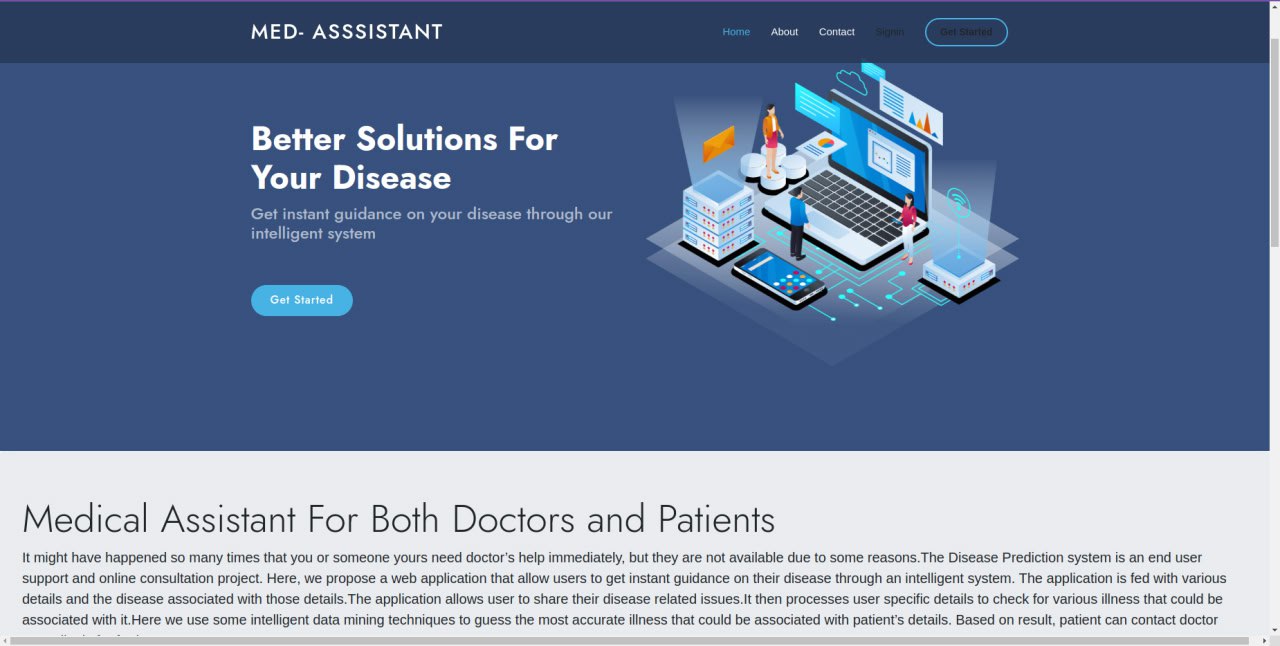 MED- ASSSISTANT
Home About Contact Signin Get Started
Better Solutions For
Your Disease
Get instant guidance on your disease through our
intelligent system
Get Started
Medical Assistant For Both Doctors and Patients
It might have happened so many times that you or someone yours need doctor’s help immediately, but they are not available due to some reasons.The Disease Prediction system is an end user
support and online consultation project. Here, we propose a web application that allow users to get instant guidance on their disease through an intelligent system. The application is fed with various
details and the disease associated with those details.The application allows user to share their disease related issues.It then processes user specific details to check for various illness that could be
associated with it.Here we use some intelligent data mining techniques to guess the most accurate illness that could be associated with patient’s details. Based on result, patient can contact doctor